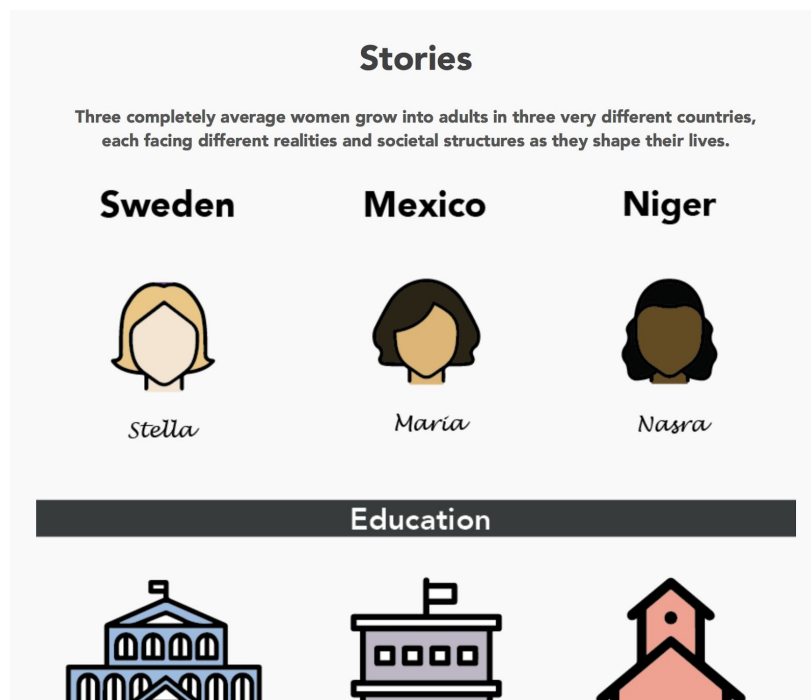 Stories
Three completely average women grow into adults in three very different countries,
each facing different realities and societal structures as they shape their lives.
Sweden Mexico Niger
Stella Maria Nasra
Education